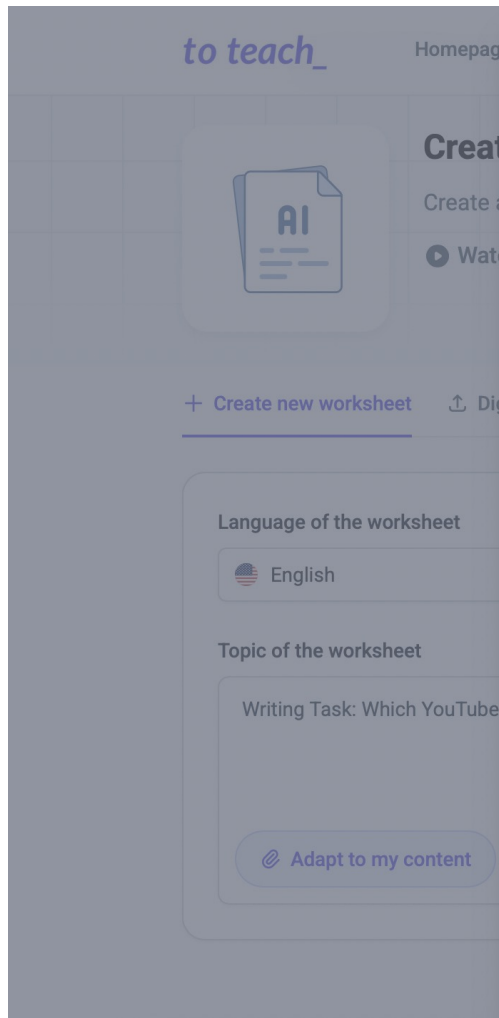 to teach_
Homepag
Creat
Create a
Wat
AI
Create new worksheet
Dig
Language of the worksheet
English
Topic of the worksheet
Writing Task: Which YouTube
Adapt to my content